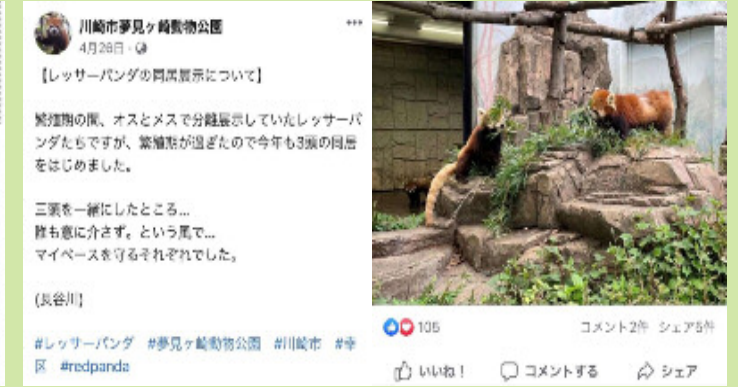 川崎市夢見ヶ崎動物公園
4月26日
【レッサーパンダの同居展示について】
繁殖期の間、オスとメスで分離展示していたレッサーパ
ンダたちですが、繁殖期が過ぎたので今年も3頭の同居
をはじめました。
三頭を一緒にしたところ...
誰も意に介さず。という風で...
マイペースを守るそれぞれでした。
(長谷川)
#レッサーパンダ #夢見ヶ崎動物公園 #川崎市 #幸
区 #redpanda
105
コメント2件 シェア5件
いいね！ コメントする シェア